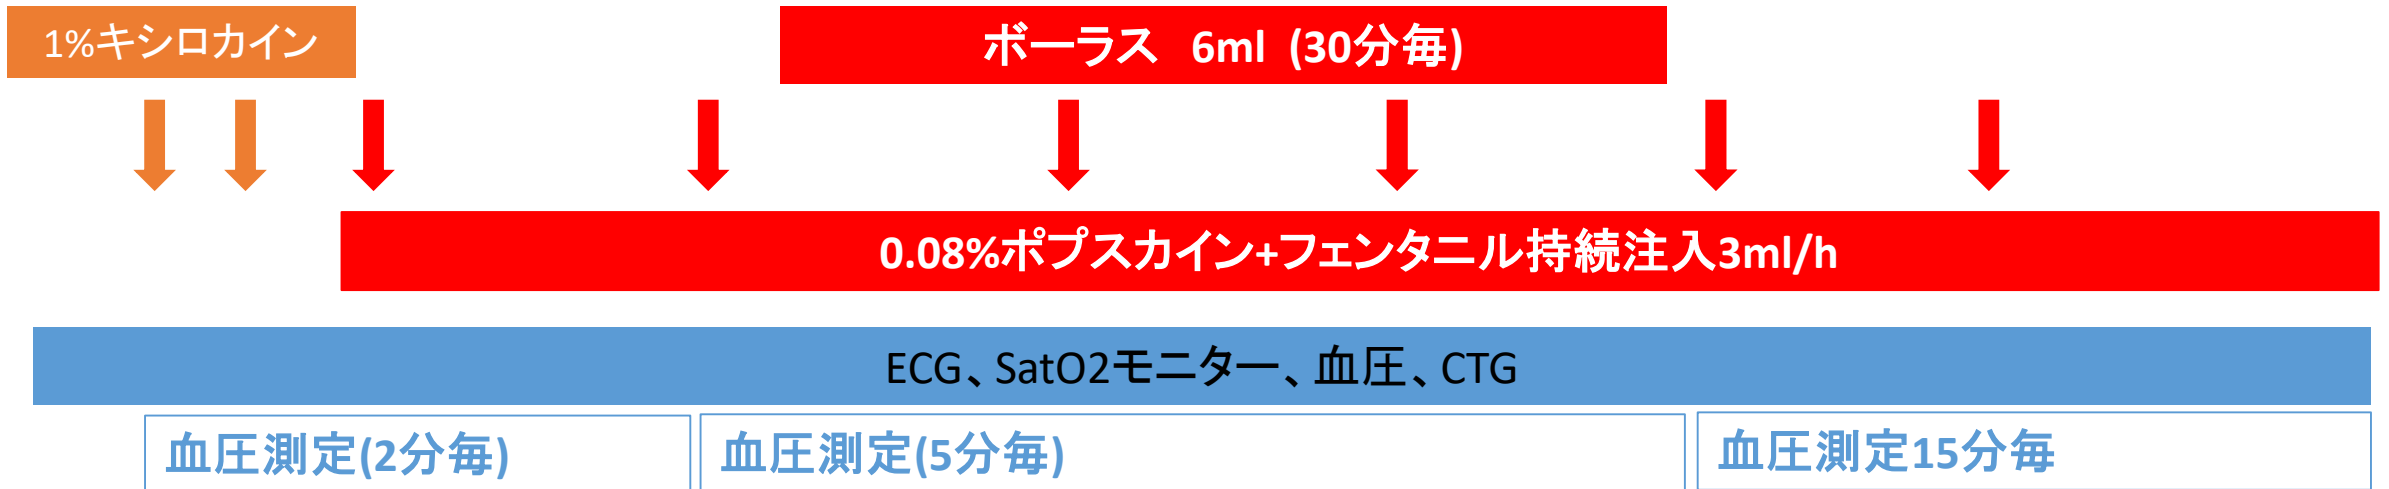 1%キシロカイン
ボーラス 6ml (30分毎)
0.08%ポプスカイン+フェンタニル持続注入3ml/h
ECG、SatO2モニター、血圧、CTG
血圧測定(2分毎)
血圧測定(5分毎)
血圧測定15分毎